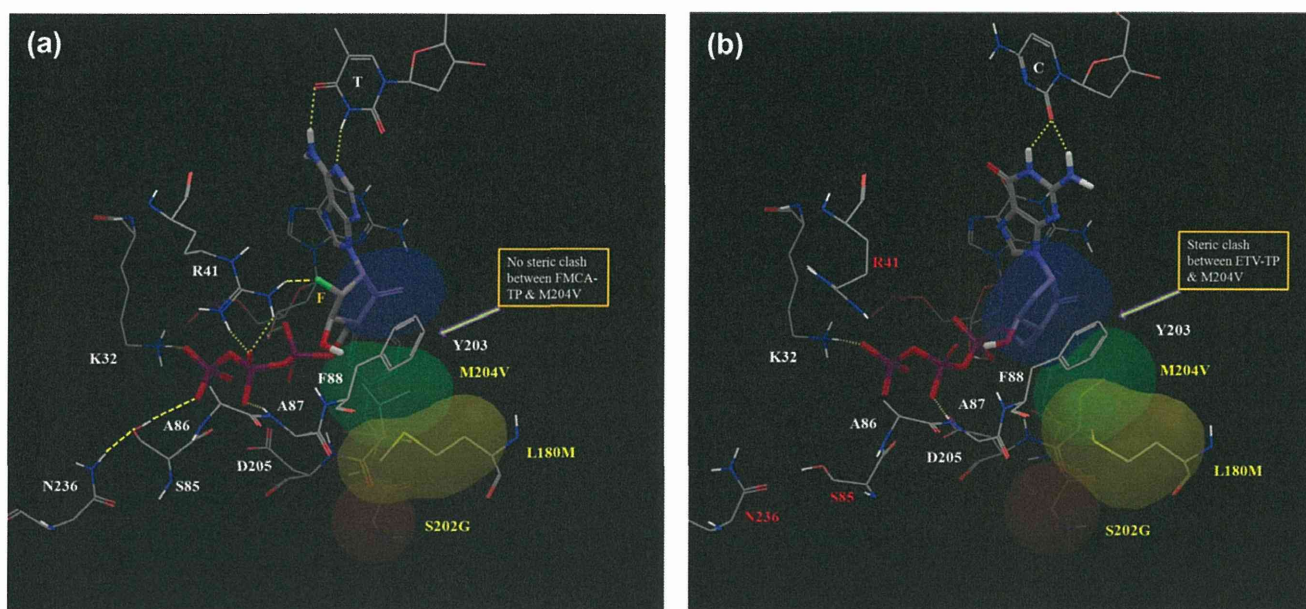 (a)
T
R41
F
No steric clash
between FMCA-
TP & M204V
K32
Y203
M204V
F88
A87
A86
D205
L180M
N236
S85
S202G
(b)
C
R41
Steric clash
between ETV-TP
& M204V
K32
Y203
F88
M204V
A87
A86
D205
L180M
S85
N236
S202G